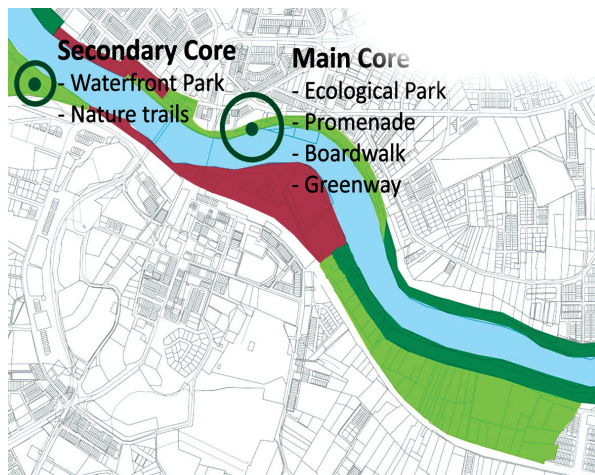 Secondary Core
- Waterfront Park
- Nature trails
Main Core
- Ecological Park
- Promenade
- Boardwalk
- Greenway